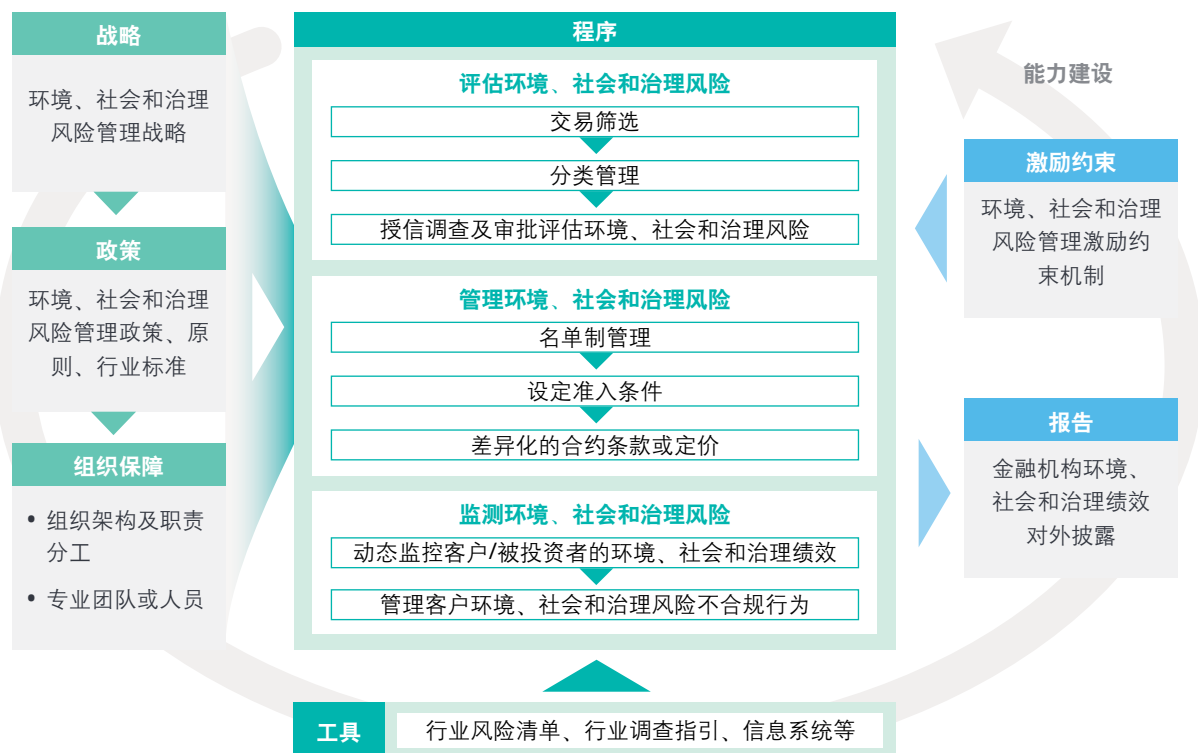 战略
环境、社会和治理
风险管理战略
政策
环境、社会和治理
风险管理政策、原
则、行业标准
组织保障
• 组织架构及职责
分工
• 专业团队或人员
程序
评估环境、社会和治理风险
交易筛选
分类管理
授信调查及审批评估环境、社会和治理风险
管理环境、社会和治理风险
名单制管理
设定准入条件
差异化的合约条款或定价
监测环境、社会和治理风险
动态监控客户/被投资者的环境、社会和治理绩效
管理客户环境、社会和治理风险不合规行为
工具
行业风险清单、行业调查指引、信息系统等
能力建设
激励约束
环境、社会和治理
风险管理激励约
束机制
报告
金融机构环境、
社会和治理绩效
对外披露